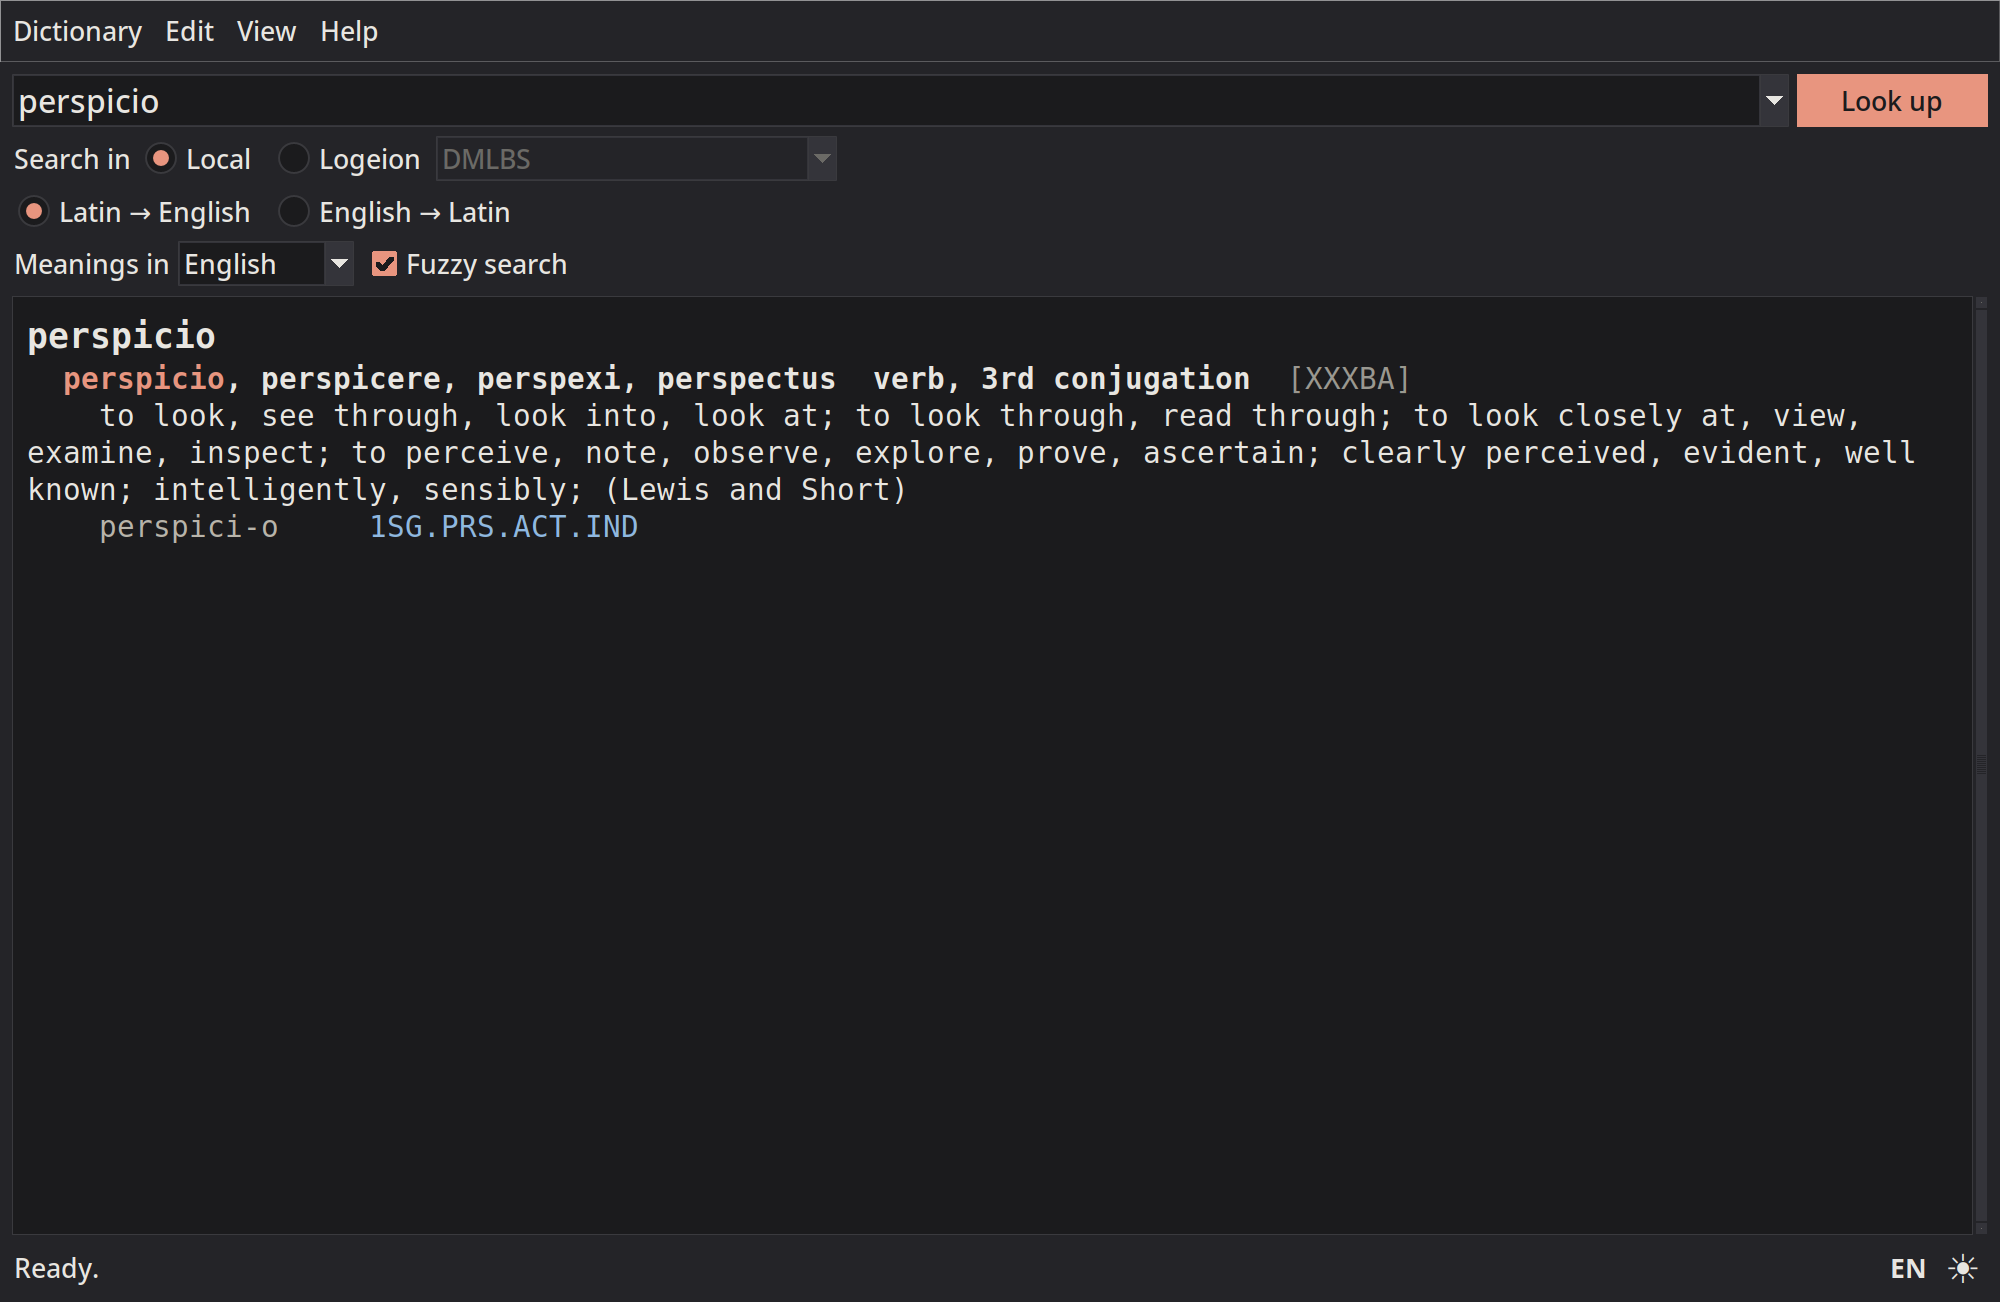 Dictionary Edit View Help
perspicio Look up
Search in Local Logeion DMLBS
Latin → English English → Latin
Meanings in English Fuzzy search
perspicio
perspicio, perspicere, perspexi, perspectus verb, 3rd conjugation [XXXBA]
to look, see through, look into, look at; to look through, read through; to look closely at, view,
examine, inspect; to perceive, note, observe, explore, prove, ascertain; clearly perceived, evident, well
known; intelligently, sensibly; (Lewis and Short)
perspici-o 1SG.PRS.ACT.IND
Ready. EN